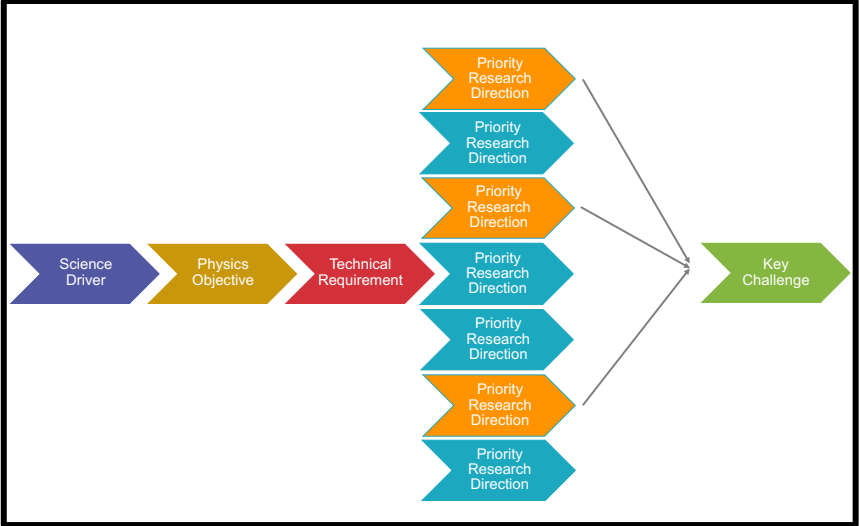 Science
Driver
Physics
Objective
Technical
Requirement
Priority
Research
Direction
Priority
Research
Direction
Priority
Research
Direction
Priority
Research
Direction
Priority
Research
Direction
Priority
Research
Direction
Priority
Research
Direction
Key
Challenge